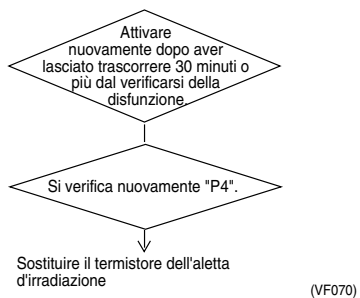 Attivare
nuovamente dopo aver
lasciato trascorrere 30 minuti o
più dal verificarsi della
disfunzione.
Si verifica nuovamente "P4".
Sostituire il termistore dell'aletta
d'irradiazione
(VF070)